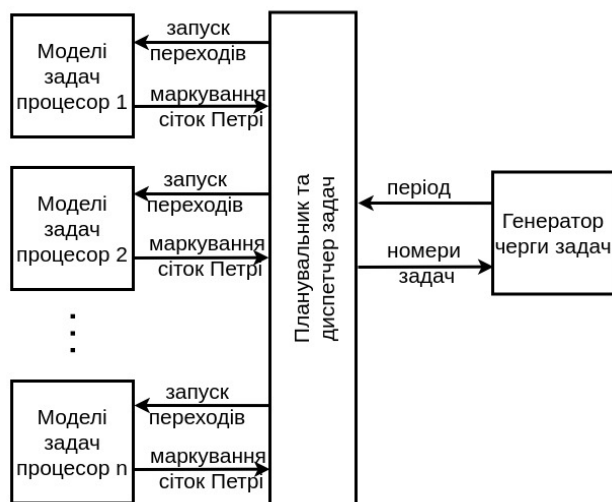 Моделі
задач
процесор 1
запуск
переходів
маркування
сіток Петрі
Моделі
задач
процесор 2
запуск
переходів
маркування
сіток Петрі
Моделі
задач
процесор n
запуск
переходів
маркування
сіток Петрі
Планувальник та
диспетчер задач
період
номери
задач
Генератор
черги задач